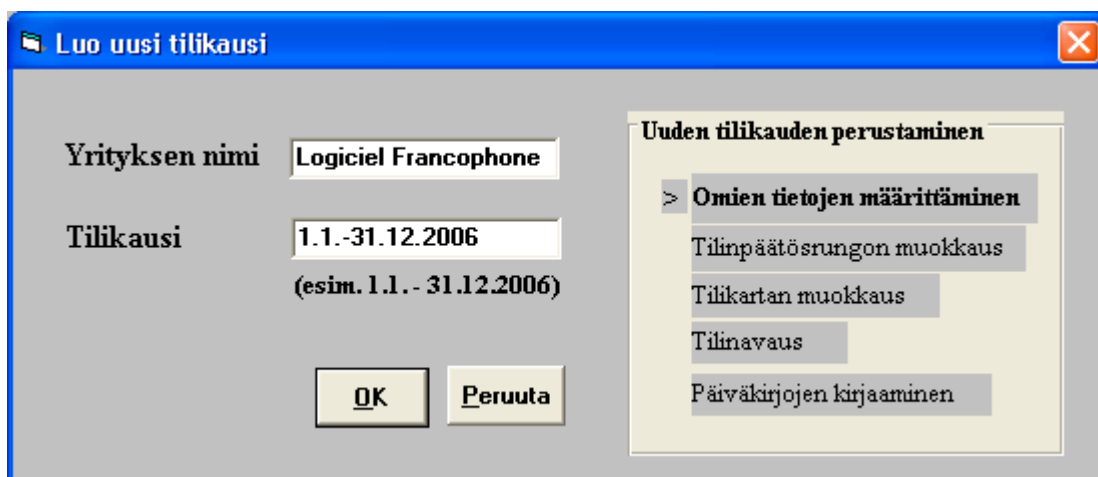 Luo uusi tilikausi
Yrityksen nimi
Logiciel Francophone
Tilikausi
1.1.-31.12.2006
(esim. 1.1. - 31.12.2006)
OK
Peruuta
Uuden tilikauden perustaminen
> Omien tietojen määrittäminen
Tilinpäätösrungon muokkaus
Tilikartan muokkaus
Tilinavaus
Päiväkirjojen kirjaaminen